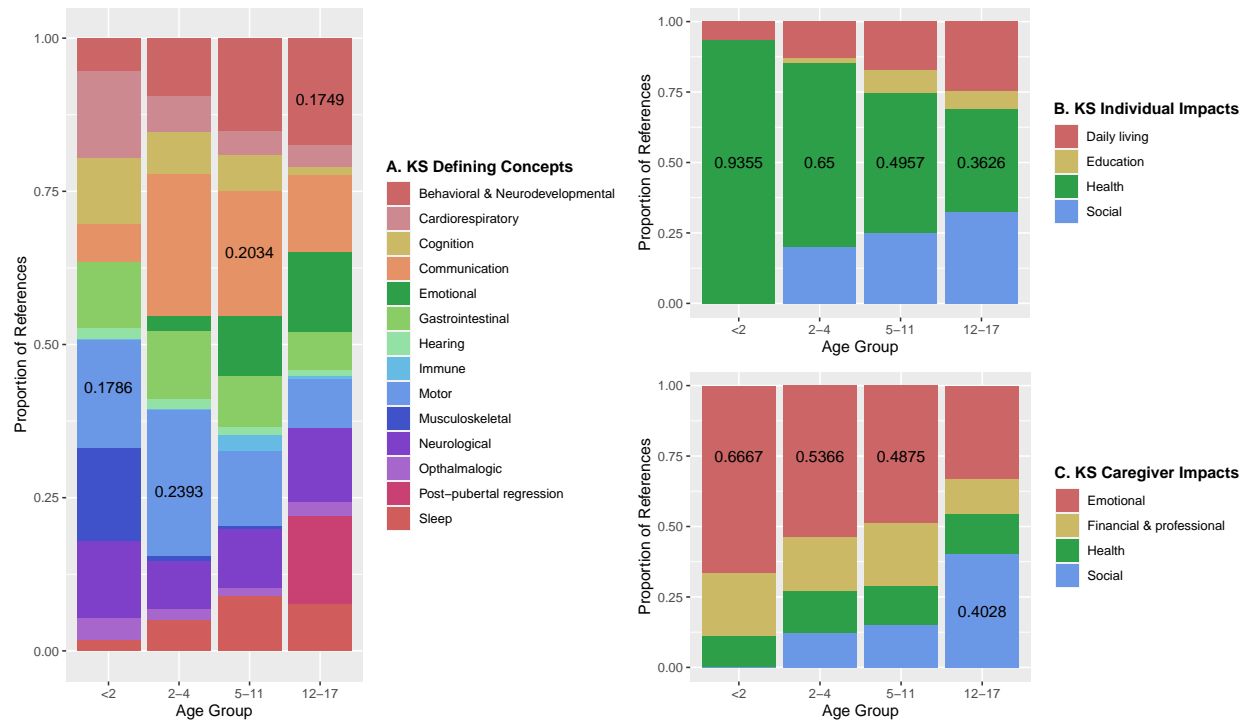 Proportion of References
1.00
0.75
0.50
0.25
0.00
0.1786
0.2393
0.2034
0.1749
<2
2−4
5−11
12−17
Age Group
A. KS Defining Concepts
Behavioral & Neurodevelopmental
Cardiorespiratory
Cognition
Communication
Emotional
Gastrointestinal
Hearing
Immune
Motor
Musculoskeletal
Neurological
Opthalmologic
Post−pubertal regression
Sleep
Proportion of References
1.00
0.75
0.50
0.25
0.00
0.9355
0.65
0.4957
0.3626
<2
2−4
5−11
12−17
Age Group
B. KS Individual Impacts
Daily living
Education
Health
Social
Proportion of References
1.00
0.75
0.50
0.25
0.00
0.6667
0.5366
0.4875
0.4028
<2
2−4
5−11
12−17
Age Group
C. KS Caregiver Impacts
Emotional
Financial & professional
Health
Social